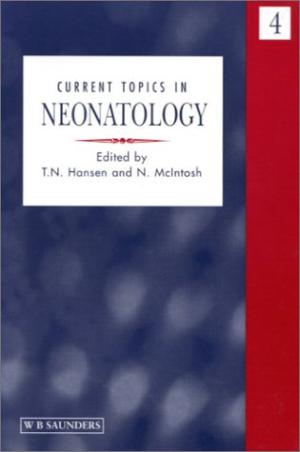 4
CURRENT TOPICS IN
NEONATOLOGY
Edited by
T.N. Hansen and N. McIntosh
W B SAUNDERS